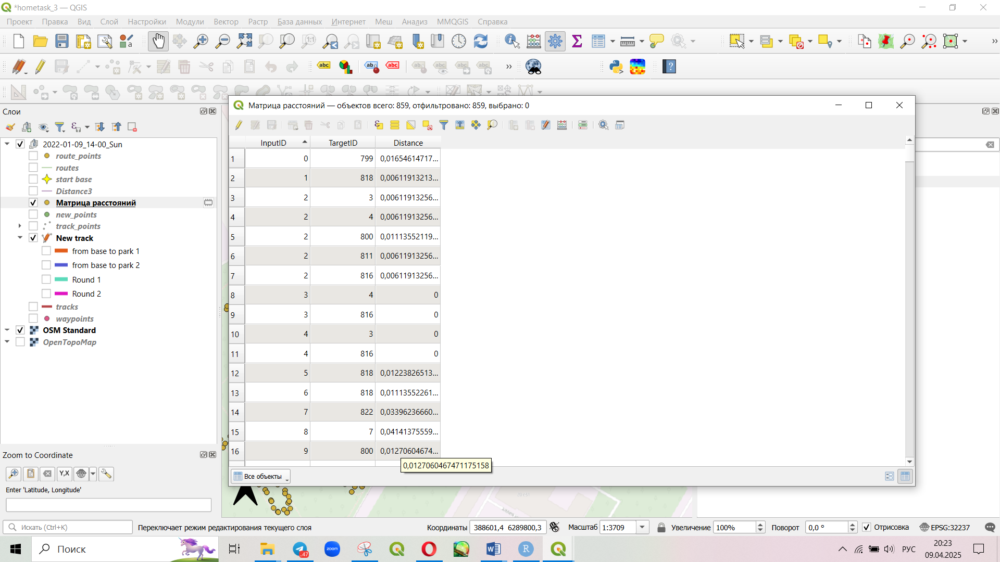 *hometask_3 — QGIS
Проект Правка Вид Слой Настройки Модули Вектор Растр База данных Интернет Меш Анализ MMQGIS Справка
Слои
2022-01-09_14-00_Sun
route_points
routes
start base
Distance3
Матрица расстояний
new_points
track_points
New track
from base to park 1
from base to park 2
Round 1
Round 2
tracks
waypoints
OSM Standard
OpenTopoMap
Матрица расстояний — объектов всего: 859, отфильтровано: 859, выбрано: 0
InputID TargetID Distance
1 0 799 0,01654614717...
2 1 818 0,00611913213...
3 2 3 0,00611913256...
4 2 4 0,00611913256...
5 2 800 0,01113552119...
6 2 811 0,00611913256...
7 2 816 0,00611913256...
8 3 4 0
9 3 816 0
10 4 3 0
11 4 816 0
12 5 818 0,01223826513...
13 6 818 0,01113552261...
14 7 822 0,03396236660...
15 8 7 0,04141375559...
16 9 800 0,01270604674...
0,0127060467471175158
Все объекты
Zoom to Coordinate
Y,X
Enter 'Latitude, Longitude'
Искать (Ctrl+K)
Переключает режим редактирования текущего слоя
Координаты 388601,4 6289800,3
Масштаб 1:3709
Увеличение 100%
Поворот 0,0 °
Отрисовка
EPSG:32237
Поиск
РУС
20:23
09.04.2025